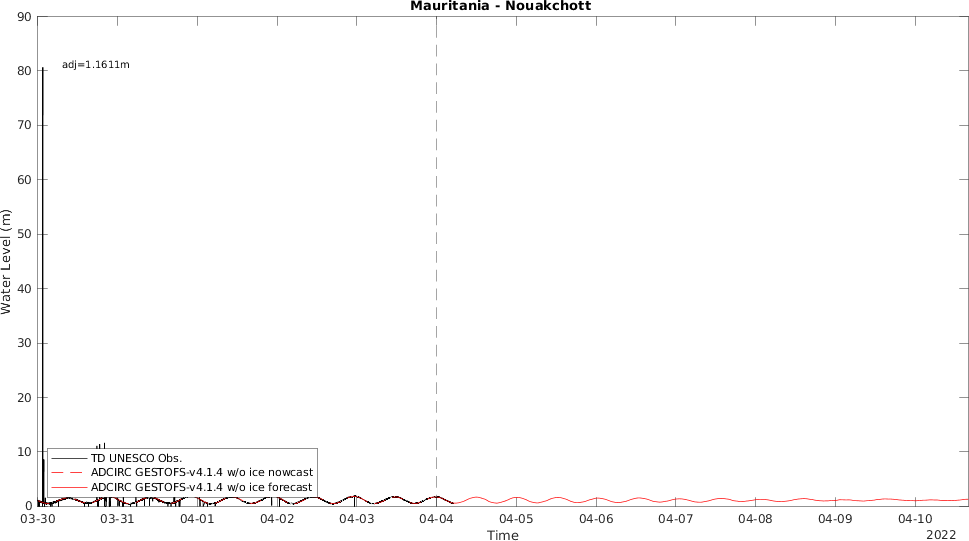 Mauritania - Nouakchott
adj=1.1611m
90
80
70
60
50
40
30
20
10
0
Water Level (m)
TD UNESCO Obs.
ADCIRC GESTOFS-v4.1.4 w/o ice nowcast
ADCIRC GESTOFS-v4.1.4 w/o ice forecast
03-30 03-31 04-01 04-02 04-03 04-04 04-05 04-06 04-07 04-08 04-09 04-10
Time
2022